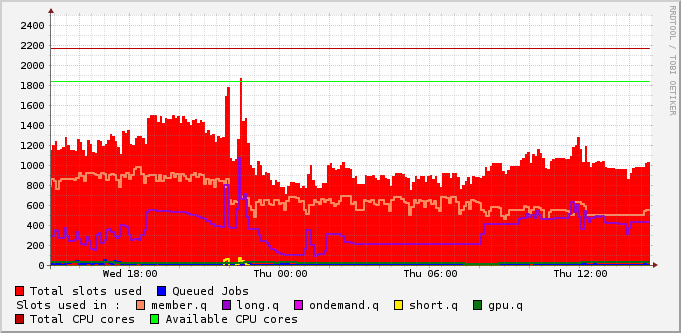 RRDTOOL / TOBI OETIKER
2400
2200
2000
1800
1600
1400
1200
1000
800
600
400
200
0
Wed 18:00 Thu 00:00 Thu 06:00 Thu 12:00
Total slots used Queued Jobs
Slots used in : member.q long.q ondemand.q short.q gpu.q
Total CPU cores Available CPU cores